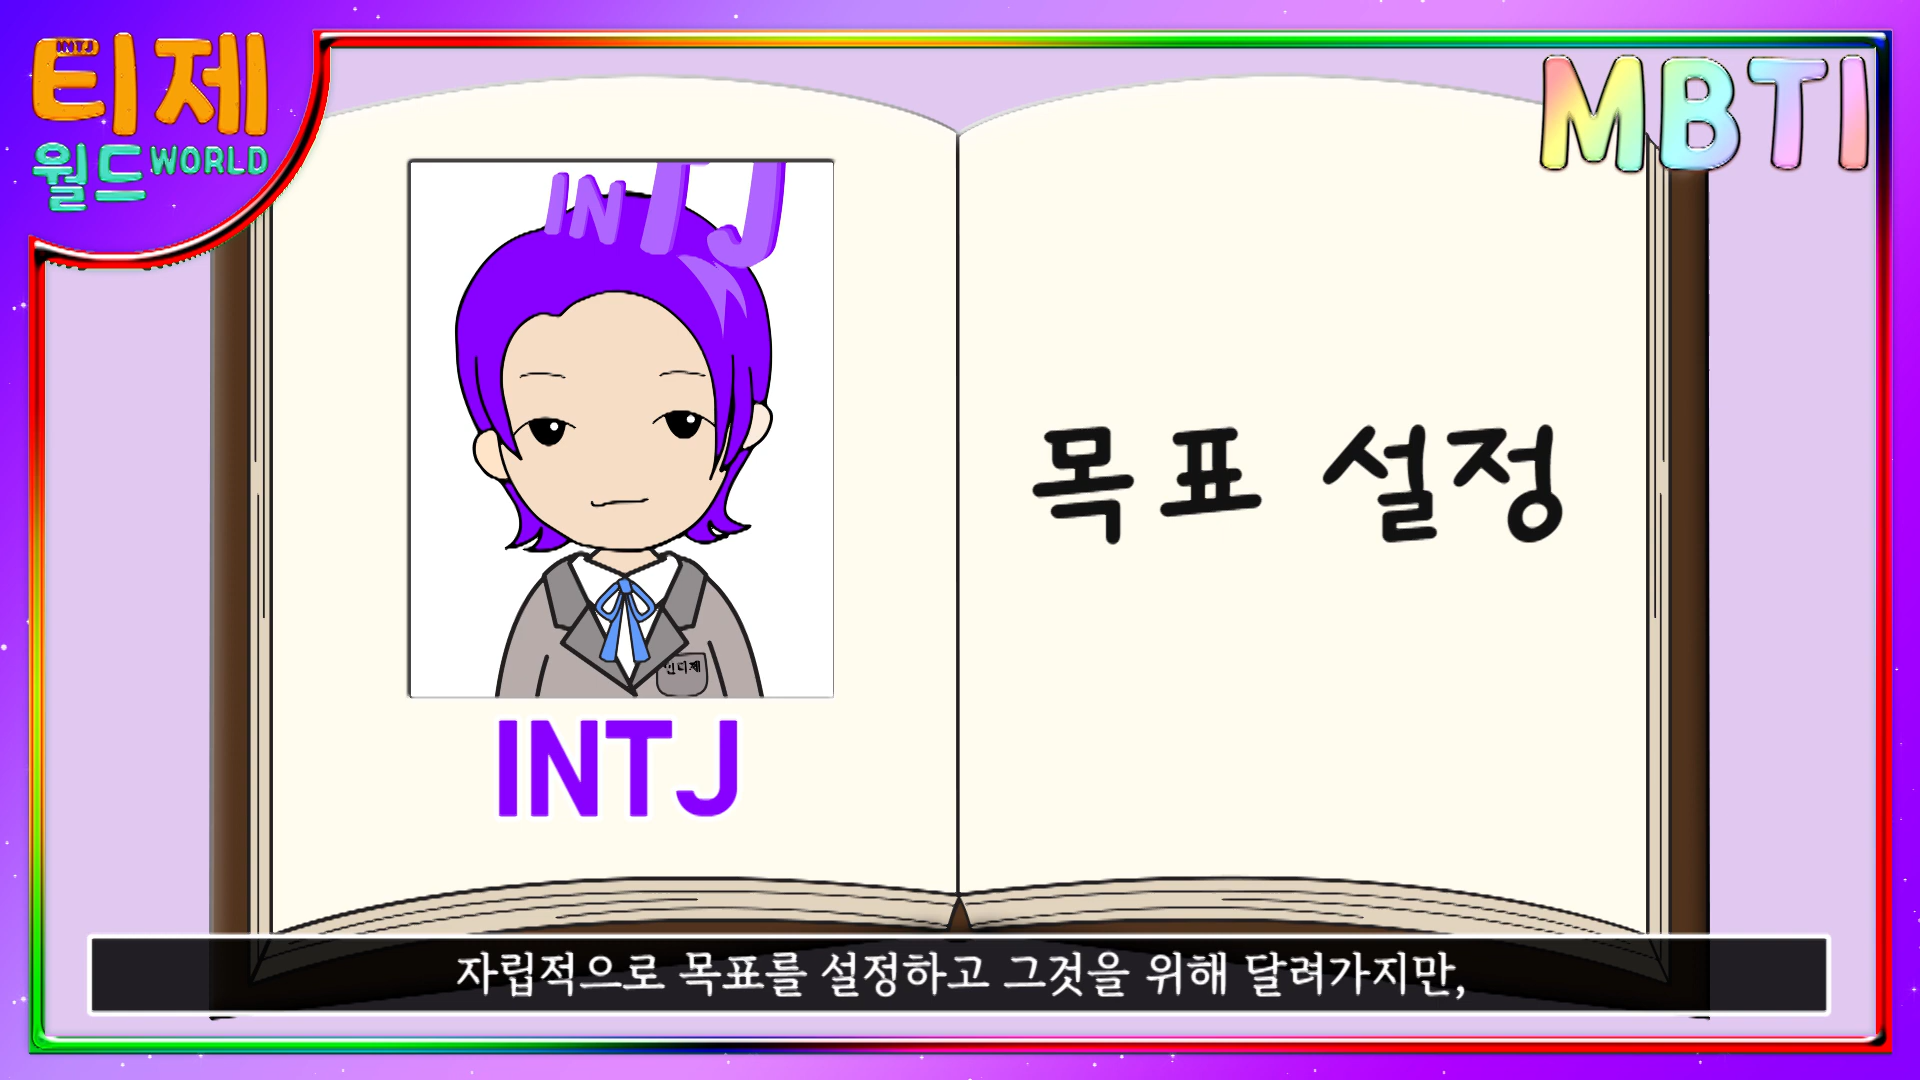 INTJ
티제
월드 WORLD
MBTI
INTJ
인티제
INTJ
목표 설정
자립적으로 목표를 설정하고 그것을 위해 달려가지만,